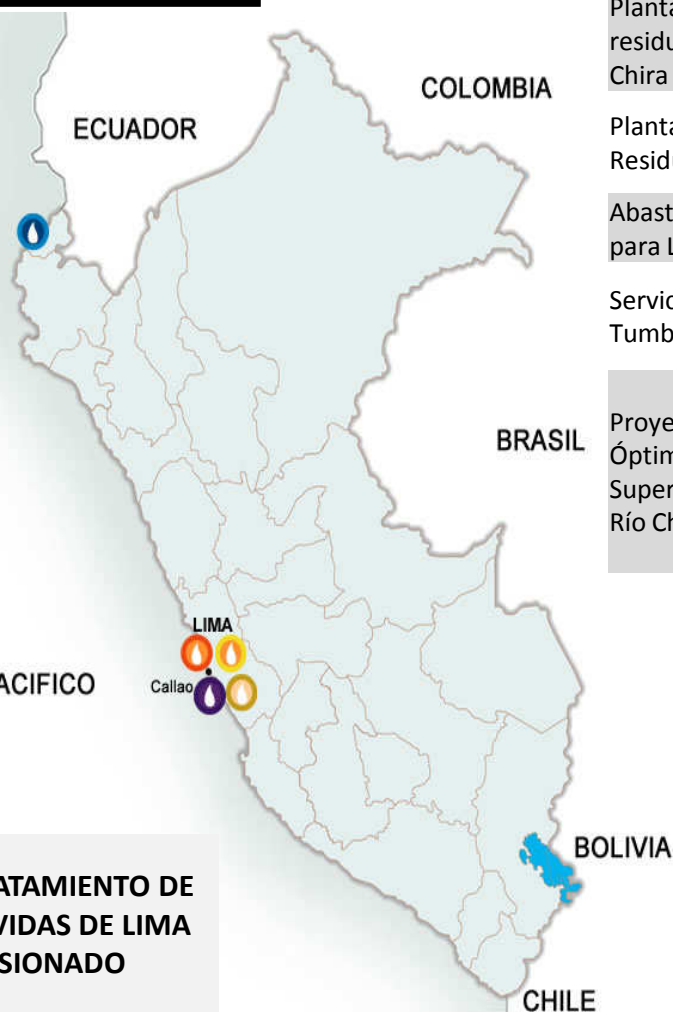 COLOMBIA
ECUADOR
BRASIL
LIMA
Callao
BOLIVIA
CHILE
residu
Chira
Planta
Residu
Abast
para L
Servic
Tumb
Proye
Óptim
Super
Río Ch
ACIFICO
ATAMIENTO DE
VIDAS DE LIMA
SIONADO